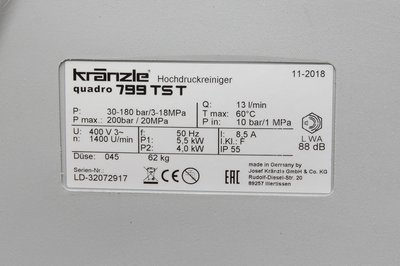 kränzle Hochdruckreiniger 11-2018
quadro 799 TS T
P: 30-180 bar/3-18MPa Q: 13 l/min
P max.: 200bar / 20MPa T max: 60°C
P in: 10 bar/1 MPa
U: 400 V 3~ f: 50 Hz I: 8,5 A
n: 1400 U/min P1: 5,5 kW I.Kl.: F
P2: 4,0 kW IP 55
L WA
88 dB
Düse: 045 62 kg
Serien-Nr.:
LD-32072917
CE EAC
made in Germany by
Josef Kränzle GmbH & Co. KG
Rudolf-Diesel-Str. 20
89257 Illertissen